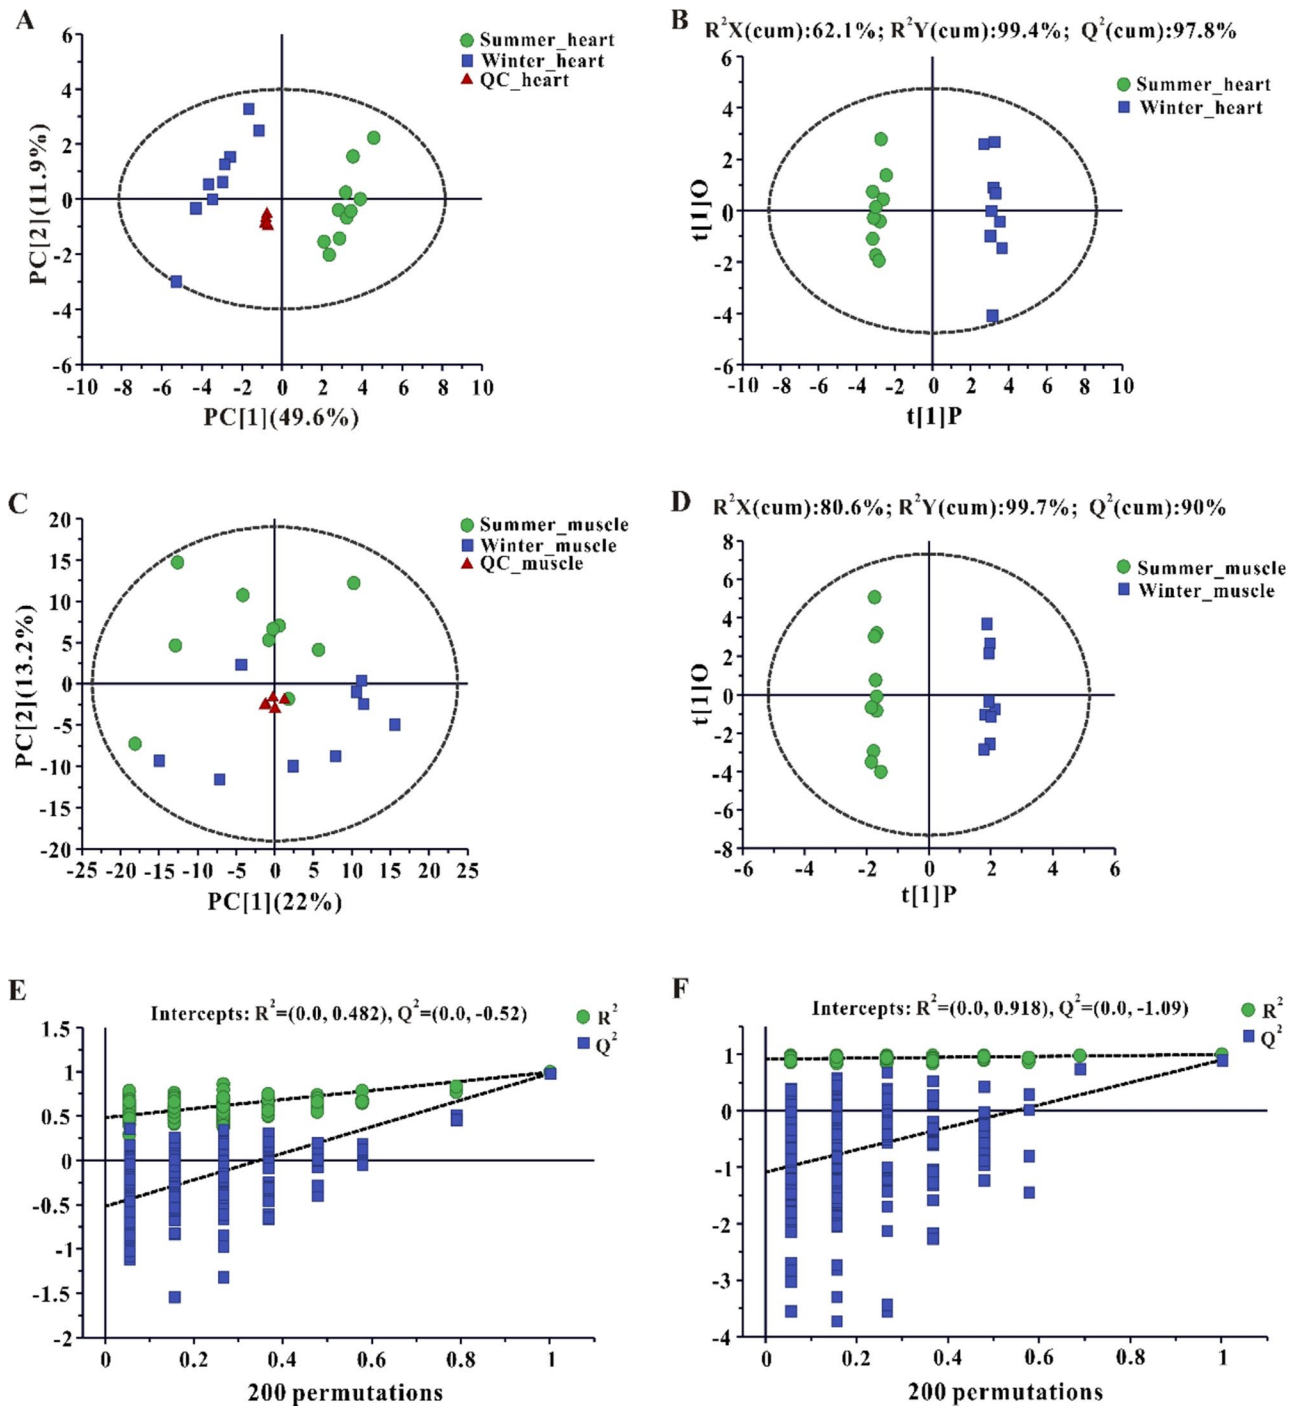 A
Summer_heart
Winter_heart
QC_heart
6
4
2
0
-2
-4
-6
PC[2](11.9%)
-10 -8 -6 -4 -2 0 2 4 6 8 10
PC[1](49.6%)
B
R²X(cum):62.1%; R²Y(cum):99.4%; Q²(cum):97.8%
Summer_heart
Winter_heart
6
4
2
0
-2
-4
-6
t[1]O
-10 -8 -6 -4 -2 0 2 4 6 8 10
t[1]P
C
Summer_muscle
Winter_muscle
QC_muscle
20
15
10
5
0
-5
-10
-15
-20
PC[2](13.2%)
-25 -20 -15 -10 -5 0 5 10 15 20 25
PC[1](22%)
D
R²X(cum):80.6%; R²Y(cum):99.7%; Q²(cum):90%
Summer_muscle
Winter_muscle
8
6
4
2
0
-2
-4
-6
-8
t[1]O
-6 -4 -2 0 2 4 6
t[1]P
E
Intercepts: R²=(0.0, 0.482), Q²=(0.0, -0.52)
R²
Q²
1.5
1
0.5
0
-0.5
-1
-1.5
-2
0 0.2 0.4 0.6 0.8 1
200 permutations
F
Intercepts: R²=(0.0, 0.918), Q²=(0.0, -1.09)
R²
Q²
1
0
-1
-2
-3
-4
0 0.2 0.4 0.6 0.8 1
200 permutations